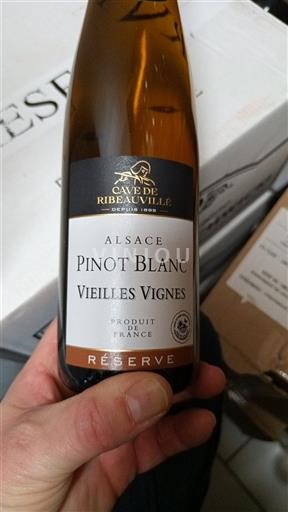 CAVE DE
RIBEAUVILLÉ
DEPUIS 1895
ALSACE
PINOT BLANC
VIEILLES VIGNES
PRODUIT
DE
FRANCE
RÉSERVE